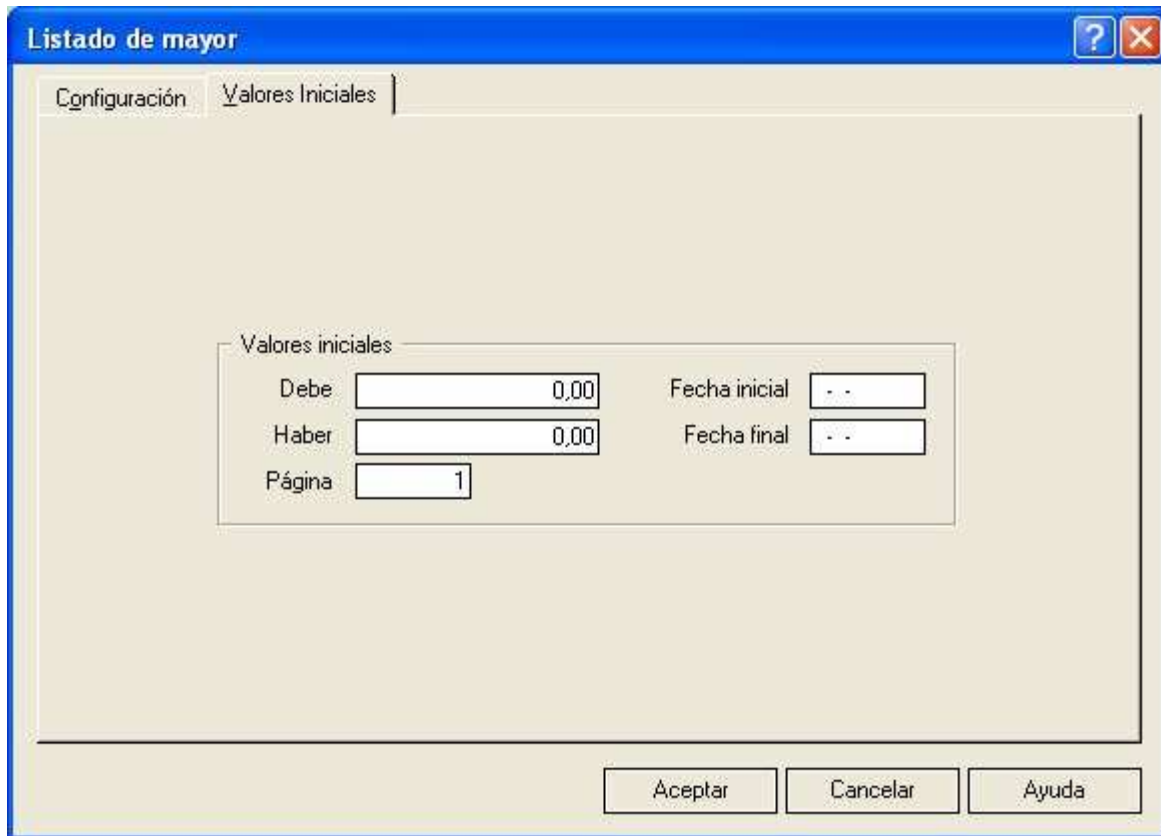 Listado de mayor
Configuración Valores Iniciales
Valores iniciales
Debe 0,00 Fecha inicial - -
Haber 0,00 Fecha final - -
Página 1
Aceptar Cancelar Ayuda